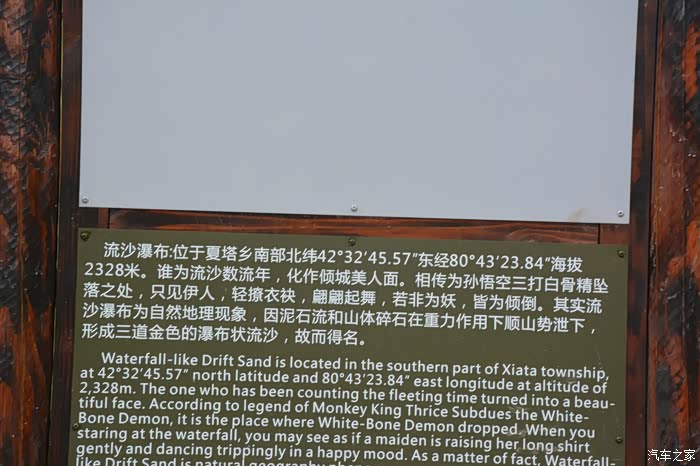 流沙瀑布:位于夏塔乡南部北纬42°32′45.57″东经80°43′23.84″海拔
2328米。谁为流沙数流年，化作倾城美人面。相传为孙悟空三打白骨精坠
落之处，只见伊人，轻撩衣袂，翩翩起舞，若非为妖，皆为倾倒。其实流
沙瀑布为自然地理现象，因泥石流和山体碎石在重力作用下顺山势泄下，
形成三道金色的瀑布状流沙，故而得名。
Waterfall-like Drift Sand is located in the southern part of Xiata township,
at 42°32′45.57″ north latitude and 80°43′23.84″ east longitude at altitude of
2,328m. The one who has been counting the fleeting time turned into a beau-
tiful face. According to legend of Monkey King Thrice Subdues the White-
Bone Demon, it is the place where White-Bone Demon dropped. When you
staring at the waterfall, you may see as if a maiden is raising her long shirt
gently and dancing trippingly in a happy mood. As a matter of fact, Waterfall-
like Drift Sand is natural geography
汽车之家